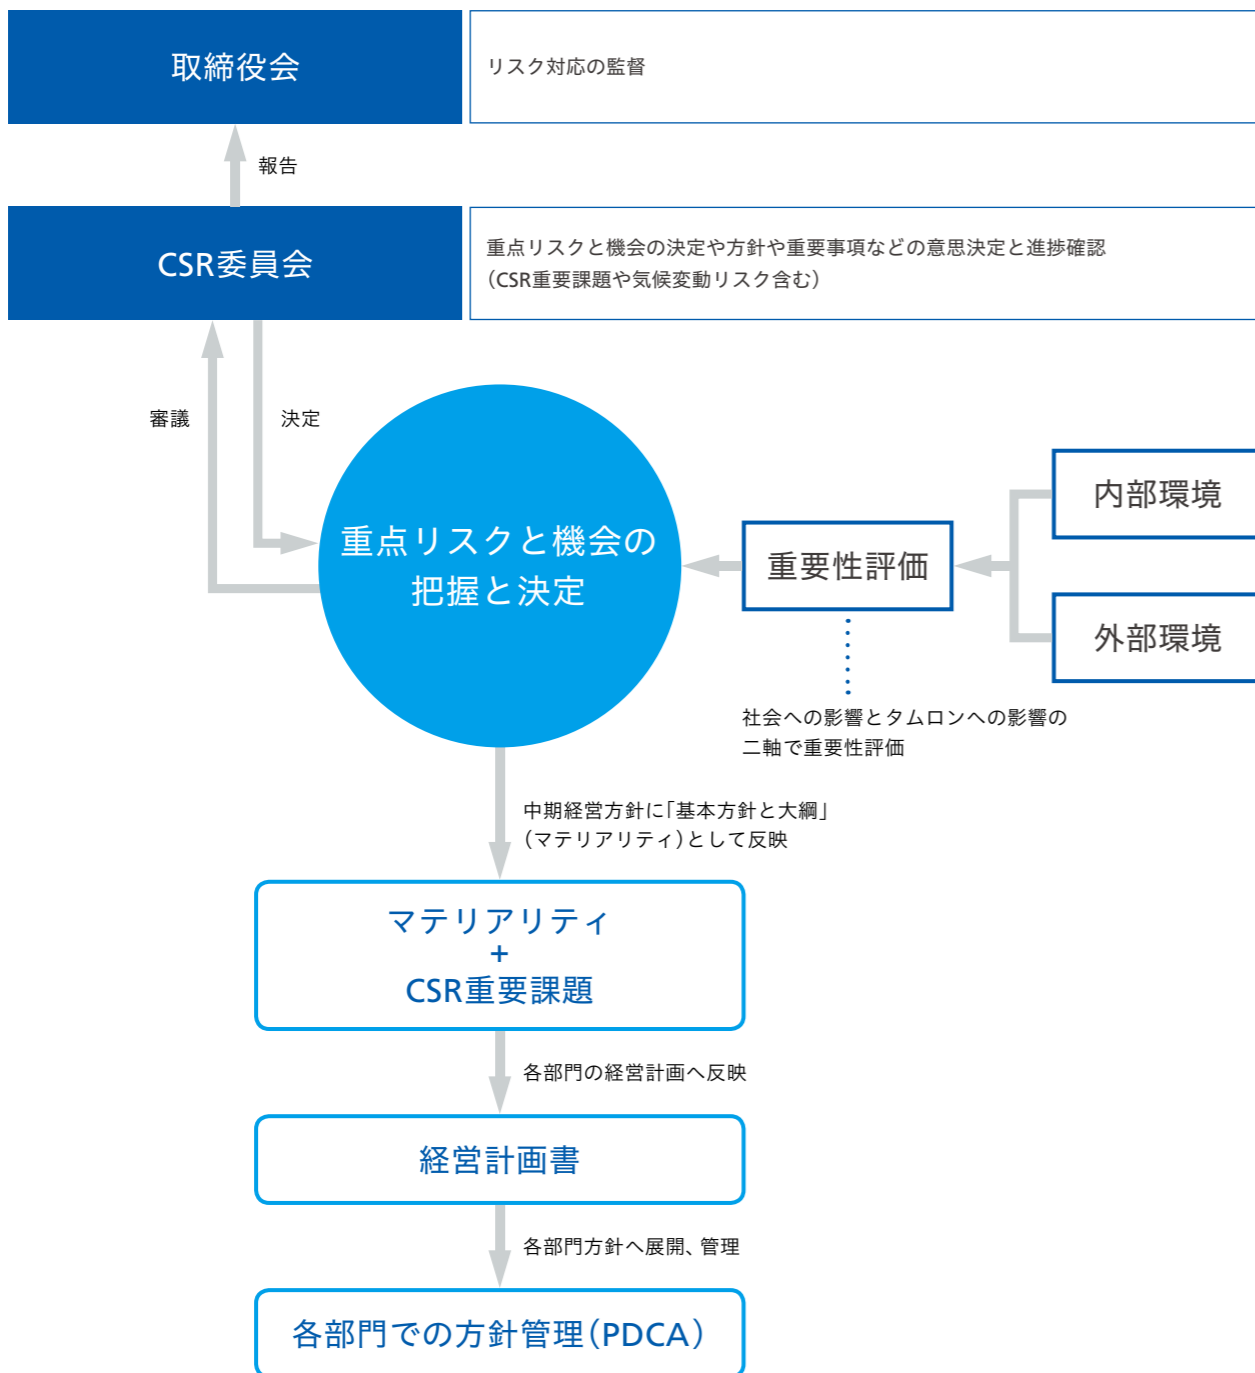 取締役会
リスク対応の監督
報告
CSR委員会
重点リスクと機会の決定や方針や重要事項などの意思決定と進捗確認
（CSR重要課題や気候変動リスク含む）
審議
決定
重点リスクと機会の
把握と決定
重要性評価
内部環境
外部環境
社会への影響とタムロンへの影響の
二軸で重要性評価
中期経営方針に「基本方針と大綱」
（マテリアリティ）として反映
マテリアリティ
+
CSR重要課題
各部門の経営計画へ反映
経営計画書
各部門方針へ展開、管理
各部門での方針管理（PDCA）